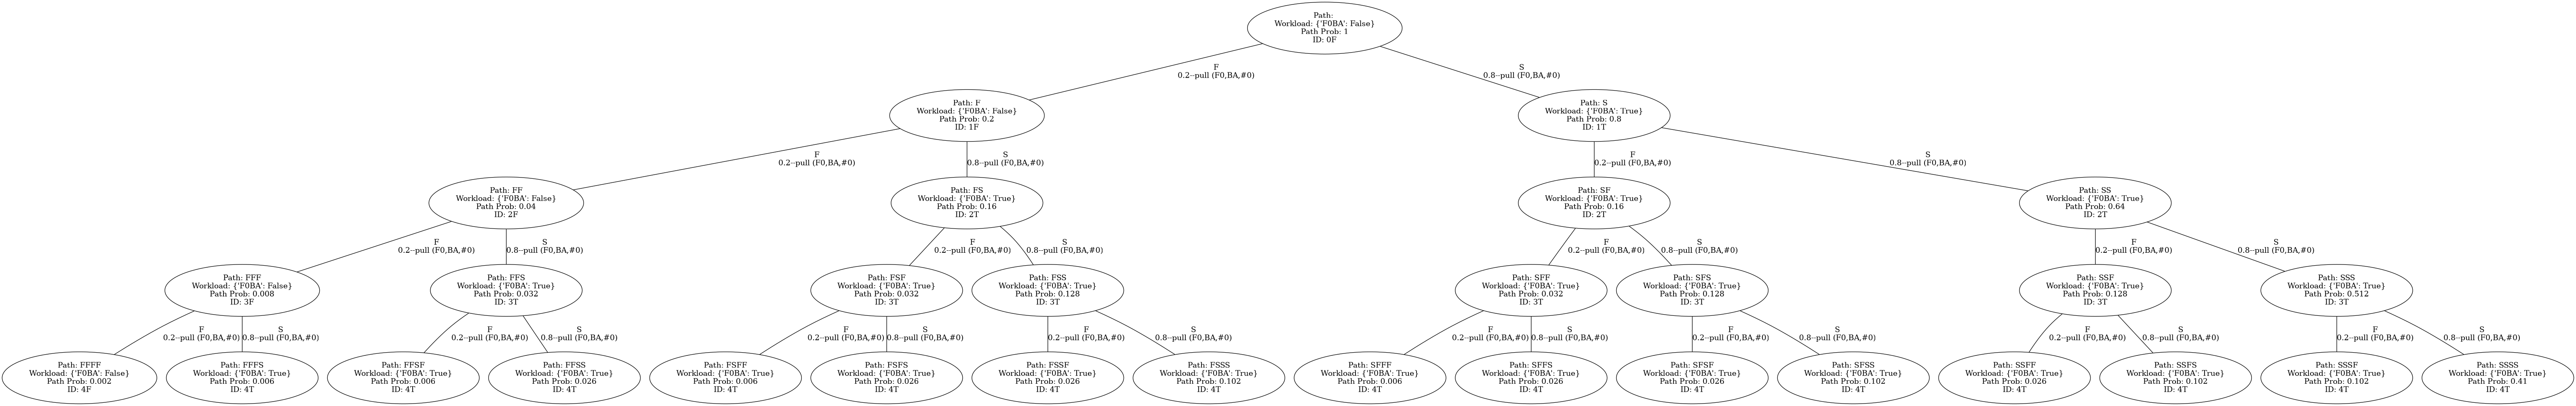 Path:
Workload: {'F0BA': False}
Path Prob: 1
ID: 0F
F
0.2--pull (F0,BA,#0)
S
0.8--pull (F0,BA,#0)
Path: F
Workload: {'F0BA': False}
Path Prob: 0.2
ID: 1F
Path: S
Workload: {'F0BA': True}
Path Prob: 0.8
ID: 1T
F
0.2--pull (F0,BA,#0)
S
0.8--pull (F0,BA,#0)
F
0.2--pull (F0,BA,#0)
S
0.8--pull (F0,BA,#0)
Path: FF
Workload: {'F0BA': False}
Path Prob: 0.04
ID: 2F
Path: FS
Workload: {'F0BA': True}
Path Prob: 0.16
ID: 2T
Path: SF
Workload: {'F0BA': True}
Path Prob: 0.16
ID: 2T
Path: SS
Workload: {'F0BA': True}
Path Prob: 0.64
ID: 2T
F
0.2--pull (F0,BA,#0)
S
0.8--pull (F0,BA,#0)
F
0.2--pull (F0,BA,#0)
S
0.8--pull (F0,BA,#0)
F
0.2--pull (F0,BA,#0)
S
0.8--pull (F0,BA,#0)
F
0.2--pull (F0,BA,#0)
S
0.8--pull (F0,BA,#0)
Path: FFF
Workload: {'F0BA': False}
Path Prob: 0.008
ID: 3F
Path: FFS
Workload: {'F0BA': True}
Path Prob: 0.032
ID: 3T
Path: FSF
Workload: {'F0BA': True}
Path Prob: 0.032
ID: 3T
Path: FSS
Workload: {'F0BA': True}
Path Prob: 0.128
ID: 3T
Path: SFF
Workload: {'F0BA': True}
Path Prob: 0.032
ID: 3T
Path: SFS
Workload: {'F0BA': True}
Path Prob: 0.128
ID: 3T
Path: SSF
Workload: {'F0BA': True}
Path Prob: 0.128
ID: 3T
Path: SSS
Workload: {'F0BA': True}
Path Prob: 0.512
ID: 3T
F
0.2--pull (F0,BA,#0)
S
0.8--pull (F0,BA,#0)
F
0.2--pull (F0,BA,#0)
S
0.8--pull (F0,BA,#0)
F
0.2--pull (F0,BA,#0)
S
0.8--pull (F0,BA,#0)
F
0.2--pull (F0,BA,#0)
S
0.8--pull (F0,BA,#0)
F
0.2--pull (F0,BA,#0)
S
0.8--pull (F0,BA,#0)
F
0.2--pull (F0,BA,#0)
S
0.8--pull (F0,BA,#0)
F
0.2--pull (F0,BA,#0)
S
0.8--pull (F0,BA,#0)
F
0.2--pull (F0,BA,#0)
S
0.8--pull (F0,BA,#0)
Path: FFFF
Workload: {'F0BA': False}
Path Prob: 0.002
ID: 4F
Path: FFFS
Workload: {'F0BA': True}
Path Prob: 0.006
ID: 4T
Path: FFSF
Workload: {'F0BA': True}
Path Prob: 0.006
ID: 4T
Path: FFSS
Workload: {'F0BA': True}
Path Prob: 0.026
ID: 4T
Path: FSFF
Workload: {'F0BA': True}
Path Prob: 0.006
ID: 4T
Path: FSFS
Workload: {'F0BA': True}
Path Prob: 0.026
ID: 4T
Path: FSSF
Workload: {'F0BA': True}
Path Prob: 0.026
ID: 4T
Path: FSSS
Workload: {'F0BA': True}
Path Prob: 0.102
ID: 4T
Path: SFFF
Workload: {'F0BA': True}
Path Prob: 0.006
ID: 4T
Path: SFFS
Workload: {'F0BA': True}
Path Prob: 0.026
ID: 4T
Path: SFSF
Workload: {'F0BA': True}
Path Prob: 0.026
ID: 4T
Path: SFSS
Workload: {'F0BA': True}
Path Prob: 0.102
ID: 4T
Path: SSFF
Workload: {'F0BA': True}
Path Prob: 0.026
ID: 4T
Path: SSFS
Workload: {'F0BA': True}
Path Prob: 0.102
ID: 4T
Path: SSSF
Workload: {'F0BA': True}
Path Prob: 0.102
ID: 4T
Path: SSSS
Workload: {'F0BA': True}
Path Prob: 0.41
ID: 4T